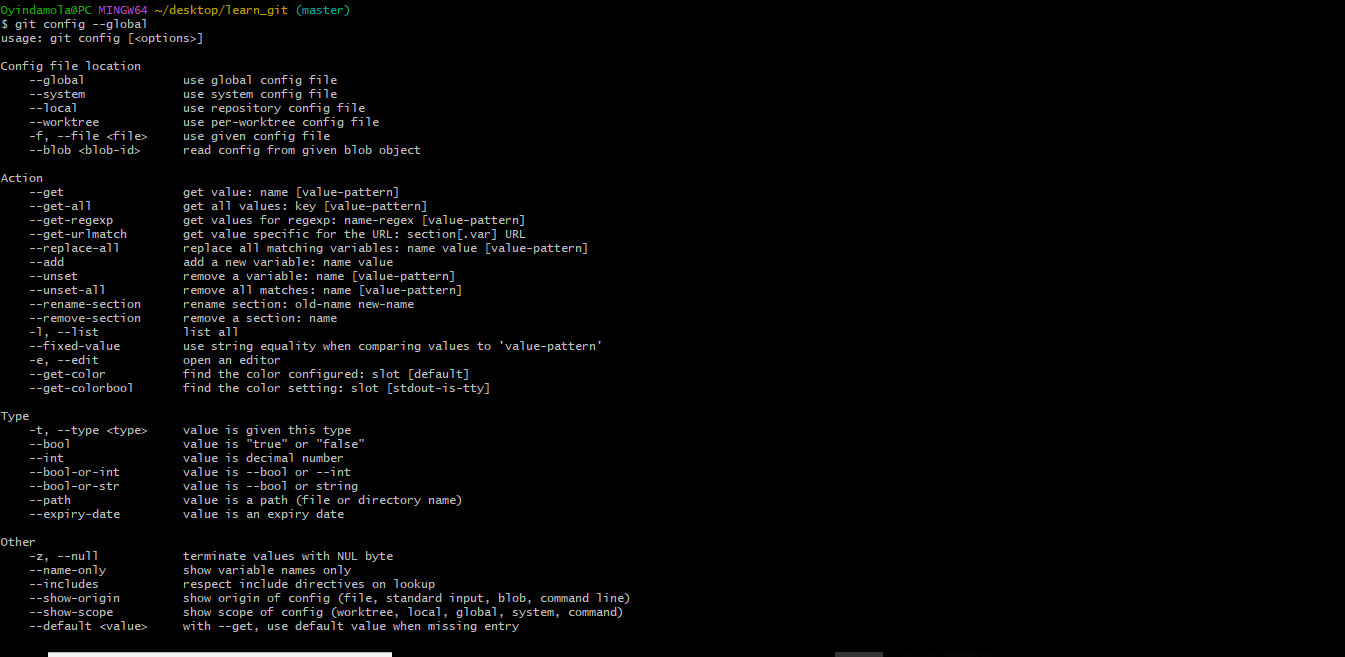 Oyindamola@PC MINGW64 ~/desktop/learn_git (master)
$ git config --global
usage: git config [<options>]

Config file location
    --global              use global config file
    --system              use system config file
    --local               use repository config file
    --worktree            use per-worktree config file
    -f, --file <file>     use given config file
    --blob <blob-id>      read config from given blob object

Action
    --get                 get value: name [value-pattern]
    --get-all             get all values: key [value-pattern]
    --get-regexp          get values for regexp: name-regex [value-pattern]
    --get-urlmatch        get value specific for the URL: section[.var] URL
    --replace-all         replace all matching variables: name value [value-pattern]
    --add                 add a new variable: name value
    --unset               remove a variable: name [value-pattern]
    --unset-all           remove all matches: name [value-pattern]
    --rename-section      rename section: old-name new-name
    --remove-section      remove a section: name
    -l, --list            list all
    --fixed-value         use string equality when comparing values to 'value-pattern'
    -e, --edit            open an editor
    --get-color           find the color configured: slot [default]
    --get-colorbool       find the color setting: slot [stdout-is-tty]

Type
    -t, --type <type>     value is given this type
    --bool                value is "true" or "false"
    --int                 value is decimal number
    --bool-or-int         value is --bool or --int
    --bool-or-str         value is --bool or string
    --path                value is a path (file or directory name)
    --expiry-date         value is an expiry date

Other
    -z, --null            terminate values with NUL byte
    --name-only           show variable names only
    --includes            respect include directives on lookup
    --show-origin         show origin of config (file, standard input, blob, command line)
    --show-scope          show scope of config (worktree, local, global, system, command)
    --default <value>     with --get, use default value when missing entry